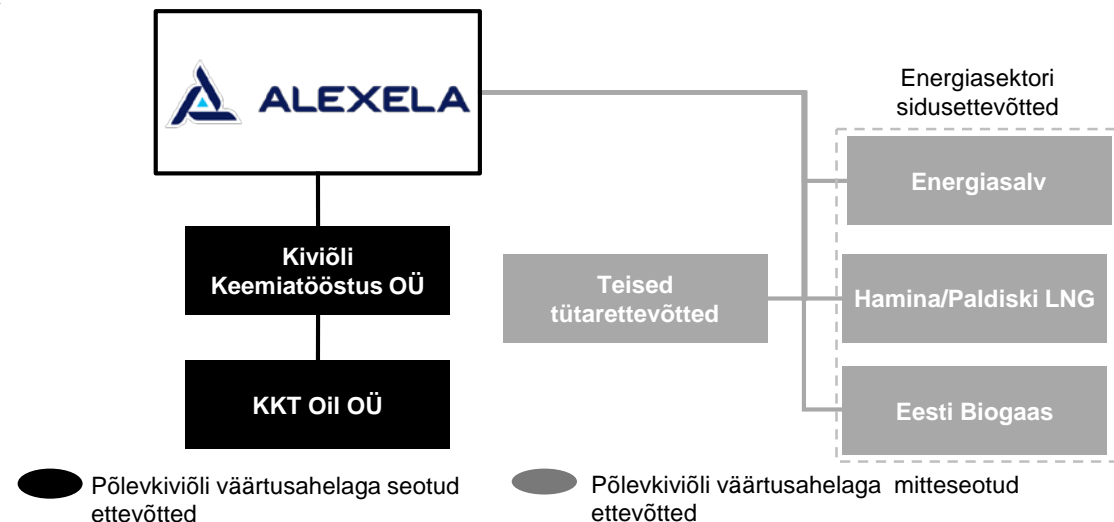 ALEXELA
Energiasektori
sidusettevõtted
Energiasalv
Kiviõli
Keemiatööstus OÜ
Teised
tütarettevõtted
Hamina/Paldiski LNG
KKT Oil OÜ
Eesti Biogaas
Põlevkiviõli väärtusahelaga seotud
ettevõtted
Põlevkiviõli väärtusahelaga mitteseotud
ettevõtted